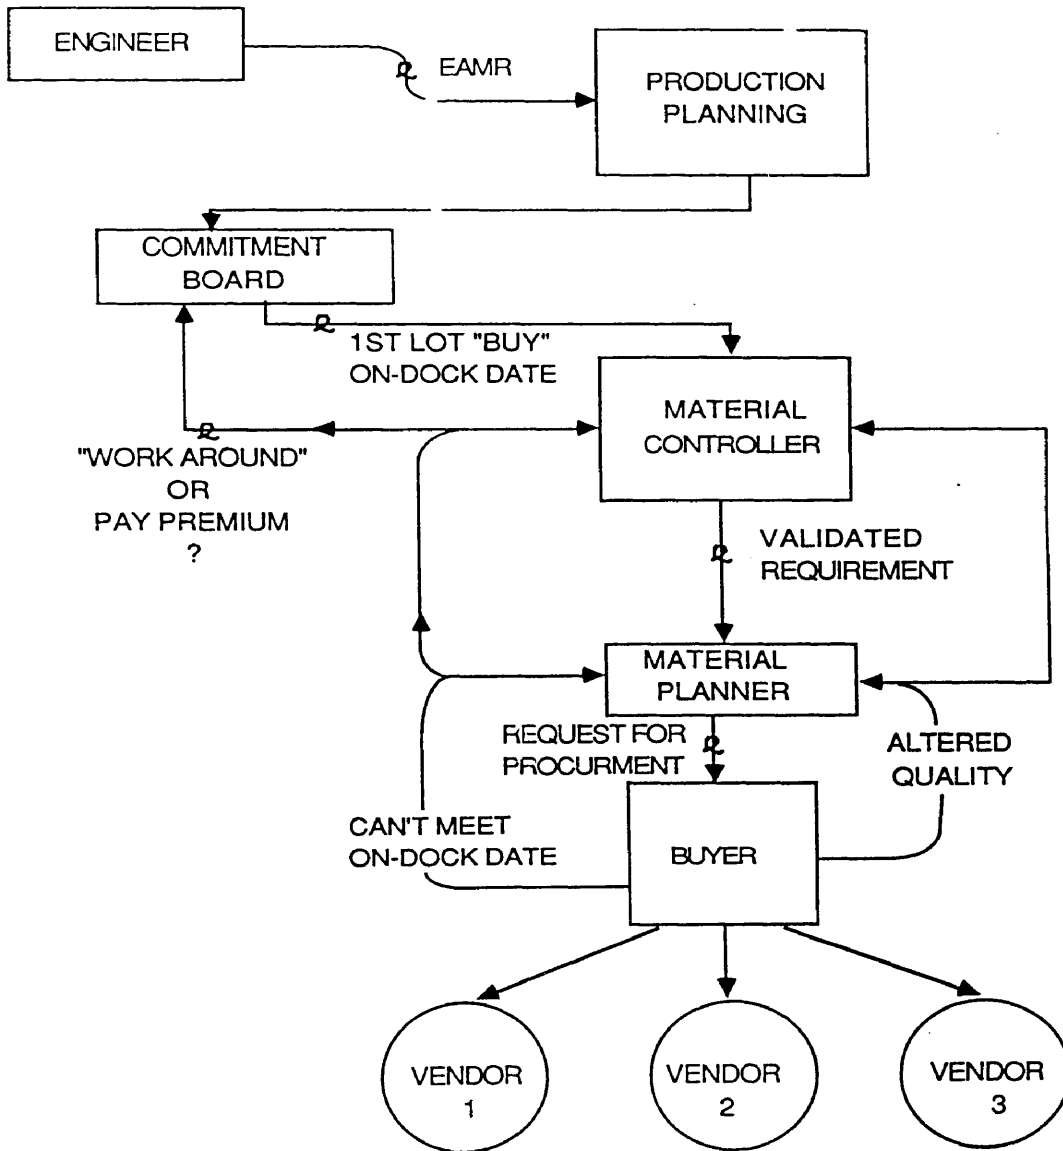 ENGINEER
EAMR
PRODUCTION
PLANNING
COMMITMENT
BOARD
1ST LOT "BUY"
ON-DOCK DATE
MATERIAL
CONTROLLER
"WORK AROUND"
OR
PAY PREMIUM
?
VALIDATED
REQUIREMENT
MATERIAL
PLANNER
REQUEST FOR
PROCURMENT
ALTERED
QUALITY
CAN'T MEET
ON-DOCK DATE
BUYER
VENDOR
1
VENDOR
2
VENDOR
3